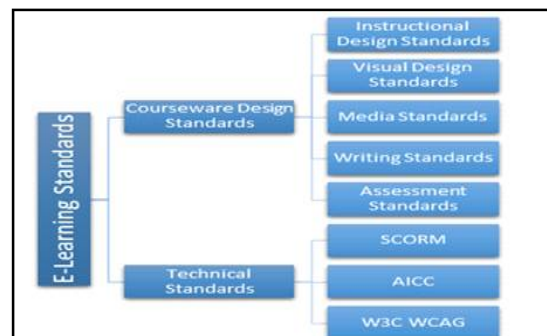 E-Learning Standards
Courseware Design
Standards
Instructional
Design Standards
Visual Design
Standards
Media Standards
Writing Standards
Assessment
Standards
Technical
Standards
SCORM
AICC
W3C WCAG